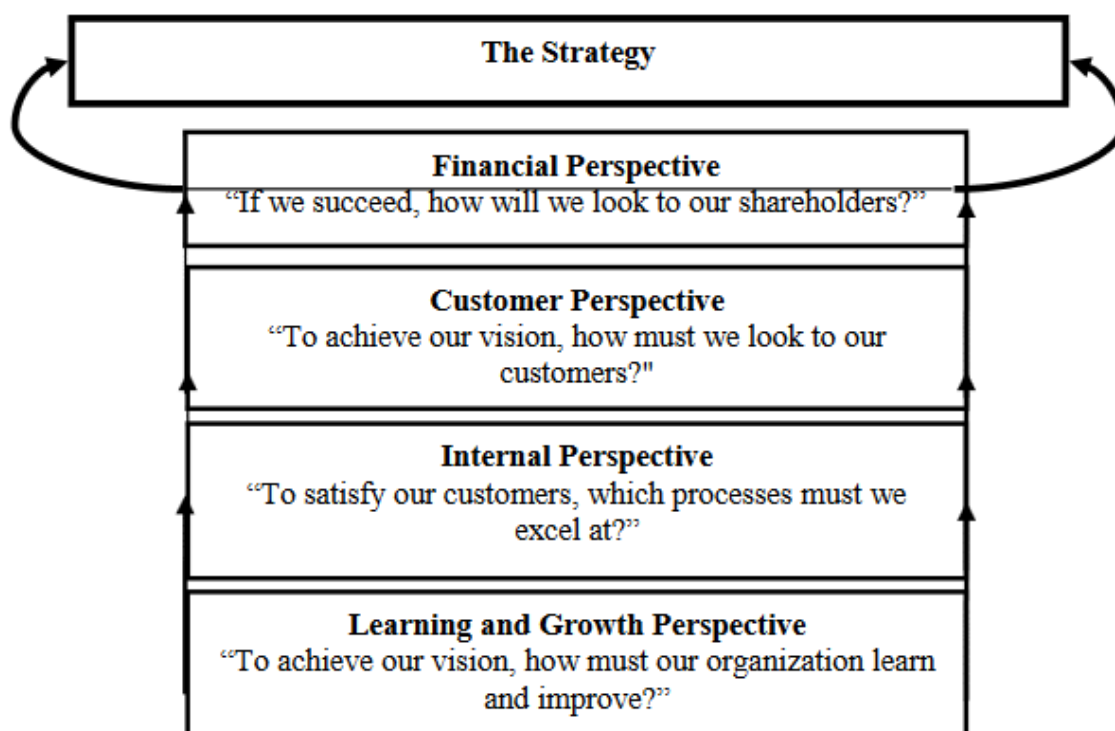 The Strategy
Financial Perspective
“If we succeed, how will we look to our shareholders?”
Customer Perspective
“To achieve our vision, how must we look to our
customers?"
Internal Perspective
“To satisfy our customers, which processes must we
excel at?”
Learning and Growth Perspective
“To achieve our vision, how must our organization learn
and improve?”